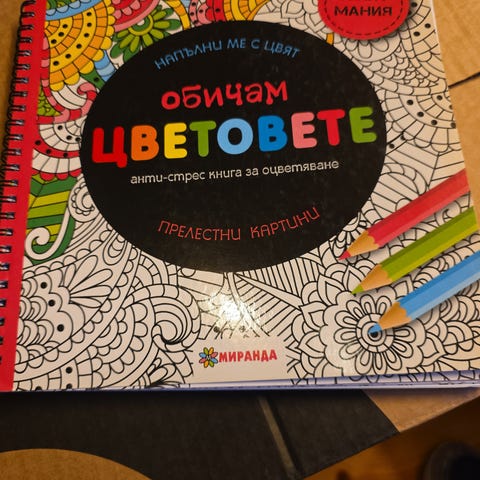 МАНИЯ
НАПЪЛНИ МЕ С ЦВЯТ
ОБИЧАМ
ЦВЕТОВЕТЕ
анти-стрес книга за оцветяване
ПРЕЛЕСТНИ КАРТИНИ
МИРАНДА